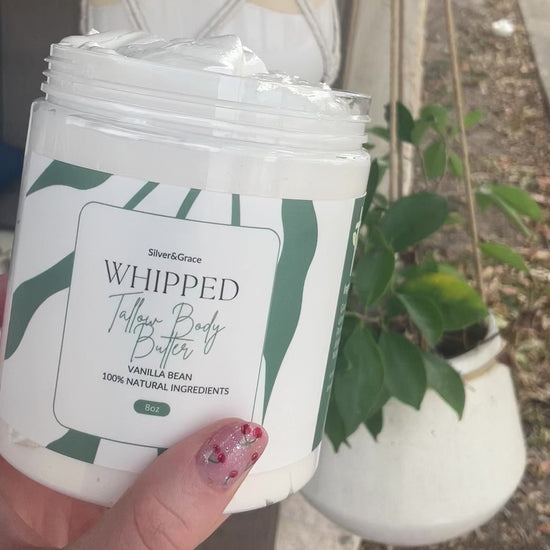 Silver&Grace
WHIPPED
Tallow Body
Butter
VANILLA BEAN
100% NATURAL INGREDIENTS
8oz